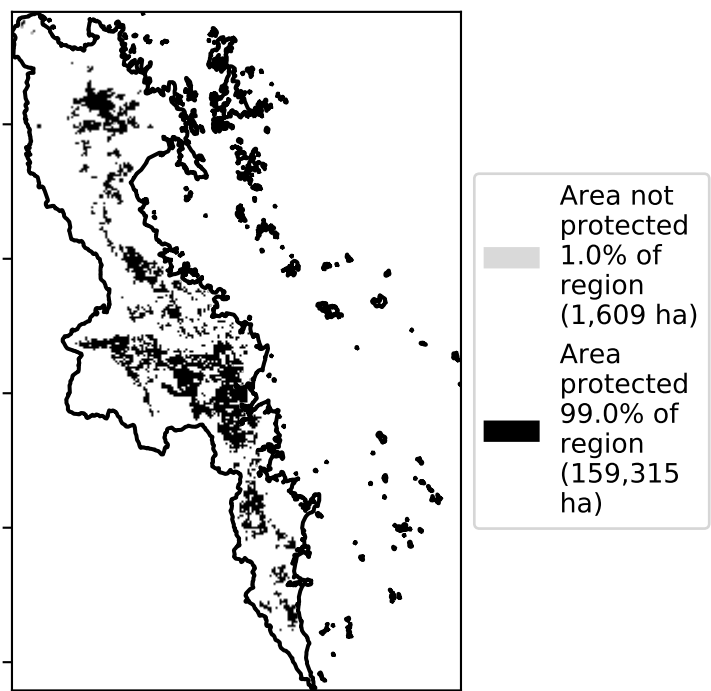 Area not
protected
1.0% of
region
(1,609 ha)
Area
protected
99.0% of
region
(159,315
ha)